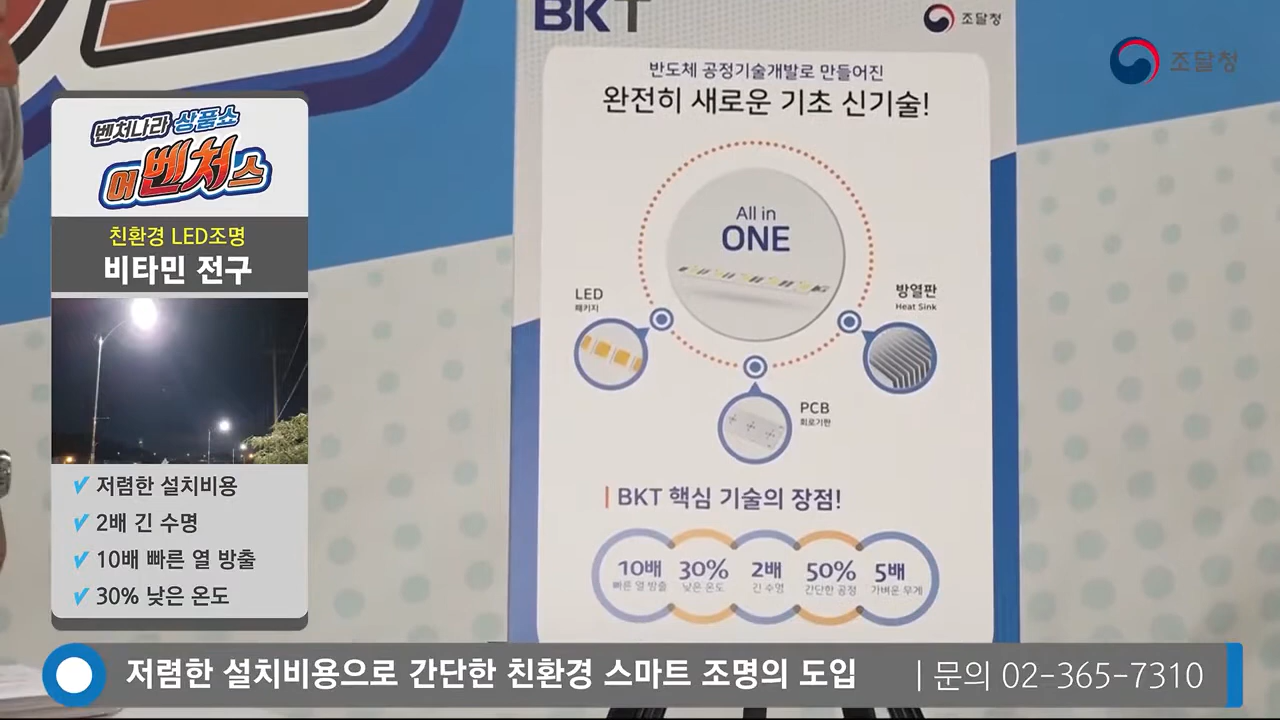 BKT
조달청
조달청
벤처나라 상품쇼
어벤처스
친환경 LED조명
비타민 전구
✓ 저렴한 설치비용
✓ 2배 긴 수명
✓ 10배 빠른 열 방출
✓ 30% 낮은 온도
반도체 공정기술개발로 만들어진
완전히 새로운 기초 신기술!
All in
ONE
LED
패키지
방열판
Heat Sink
PCB
회로기판
BKT 핵심 기술의 장점!
10배 30% 2배 50% 5배
빠른 열 방출 낮은 온도 긴 수명 간단한 공정 가벼운 무게
저렴한 설치비용으로 간단한 친환경 스마트 조명의 도입 | 문의 02-365-7310